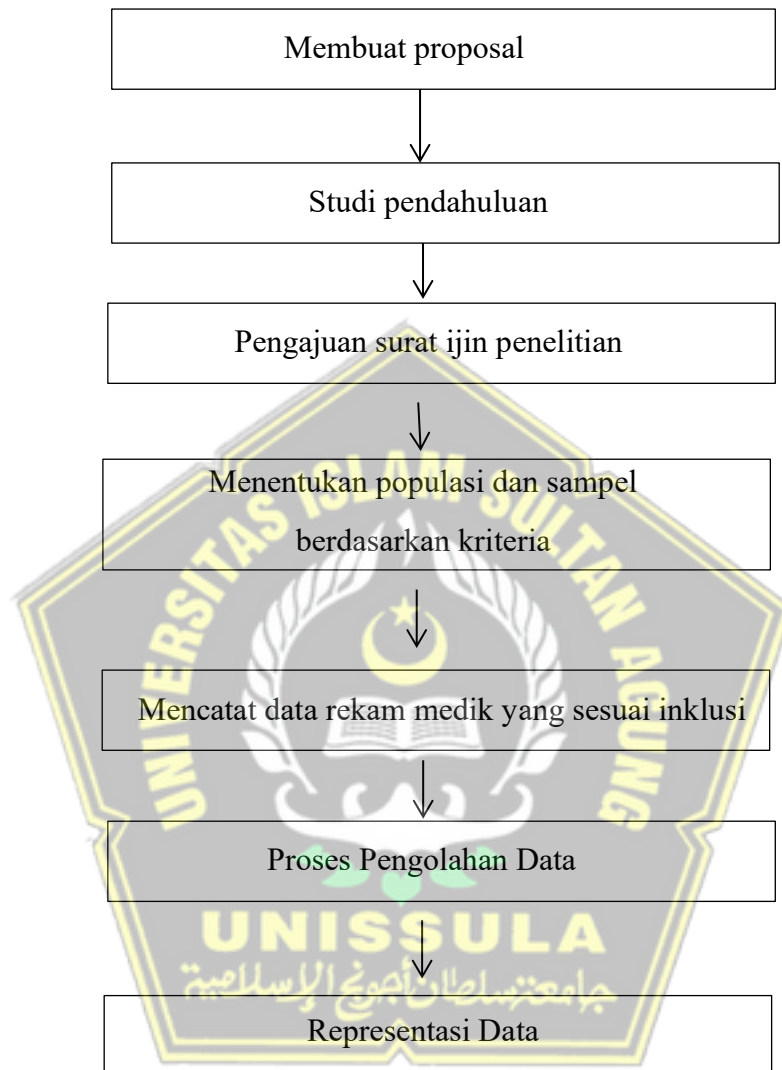 Membuat proposal
Studi pendahuluan
Pengajuan surat ijin penelitian
Menentukan populasi dan sampel
berdasarkan kriteria
Mencatat data rekam medik yang sesuai inklusi
Proses Pengolahan Data
Representasi Data
UNIVERSITAS ISLAM SULTAN AGUNG
UNISSULA
جامعة سلطان أجونج الإسلامية